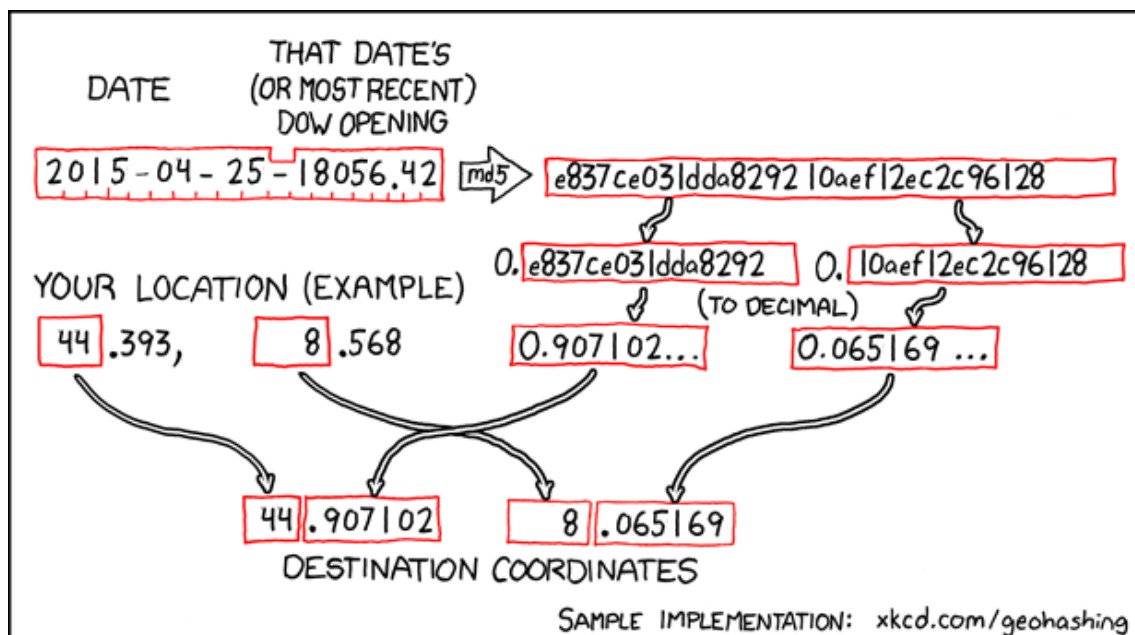 DATE
THAT DATE'S
(OR MOST RECENT)
DOW OPENING
2015-04-25-18056.42
md5
e837ce031dda829210aef12ec2c96128
0.e837ce031dda8292
0.10aef12ec2c96128
YOUR LOCATION (EXAMPLE)
(TO DECIMAL)
44.393, 8.568
0.907102...
0.065169 ...
44.907102 8.065169
DESTINATION COORDINATES
SAMPLE IMPLEMENTATION: xkcd.com/geohashing